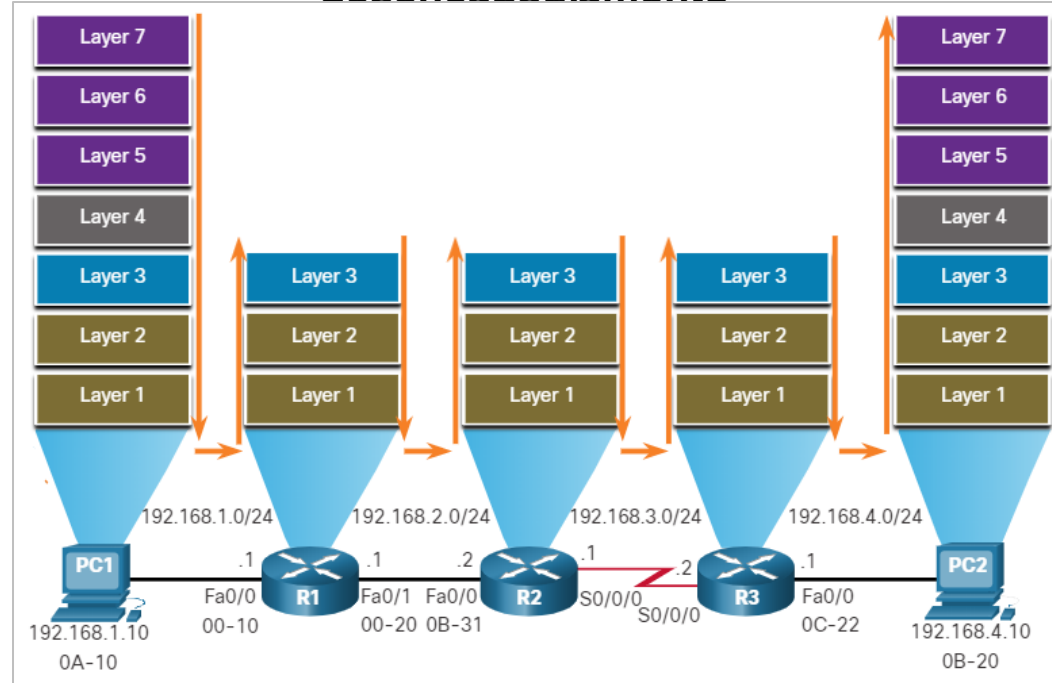 Layer 7 Layer 7
Layer 6 Layer 6
Layer 5 Layer 5
Layer 4 Layer 4
Layer 3 Layer 3 Layer 3 Layer 3 Layer 3
Layer 2 Layer 2 Layer 2 Layer 2 Layer 2
Layer 1 Layer 1 Layer 1 Layer 1 Layer 1
192.168.1.0/24 192.168.2.0/24 192.168.3.0/24 192.168.4.0/24
PC1 .1 R1 .1 .2 R2 .1 .2 R3 .1 PC2
Fa0/0 Fa0/1 Fa0/0 S0/0/0 S0/0/0 Fa0/0
00-10 00-20 0B-31 0C-22
192.168.1.10 192.168.4.10
0A-10 0B-20